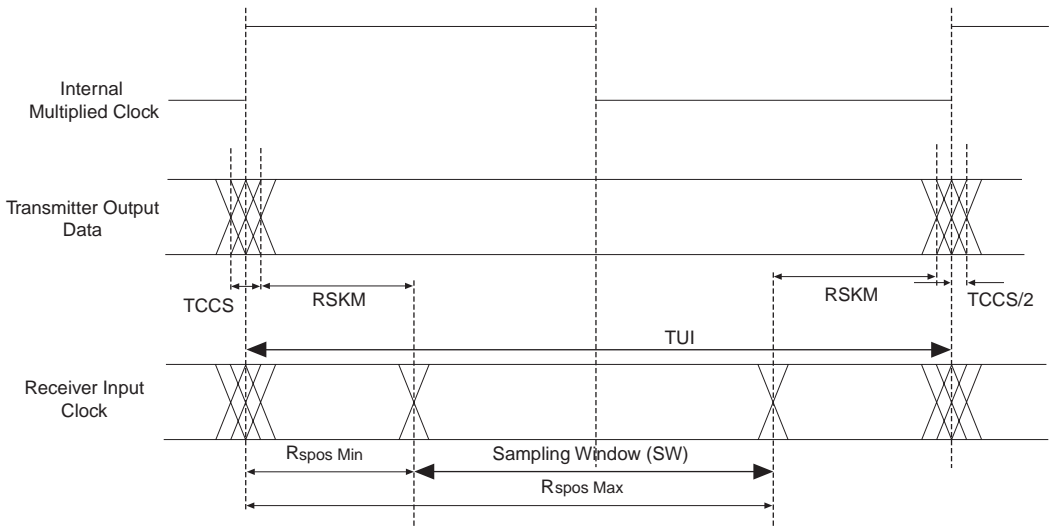 Internal
Multiplied Clock
Transmitter Output
Data
TCCS
RSKM
RSKM
TCCS/2
TUI
Receiver Input
Clock
Rspos Min
Sampling Window (SW)
Rspos Max